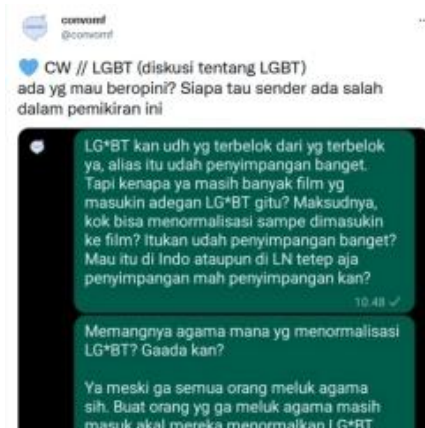 convomf
@convomf
CW // LGBT (diskusi tentang LGBT)
ada yg mau beropini? Siapa tau sender ada salah
dalam pemikiran ini
LG*BT kan udh yg terbelok dari yg terbelok
ya, alias itu udah penyimpangan banget.
Tapi kenapa ya masih banyak film yg
masukin adegan LG*BT gitu? Maksudnya,
kok bisa menormalisasi sampe dimasukin
ke film? Itukan udah penyimpangan banget?
Mau itu di Indo ataupun di LN tetep aja
penyimpangan mah penyimpangan kan?
10.48
Memangnya agama mana yg menormalisasi
LG*BT? Gaada kan?
Ya meski ga semua orang meluk agama
sih. Buat orang yg ga meluk agama masih
masuk akal mereka menormalkan LG*BT